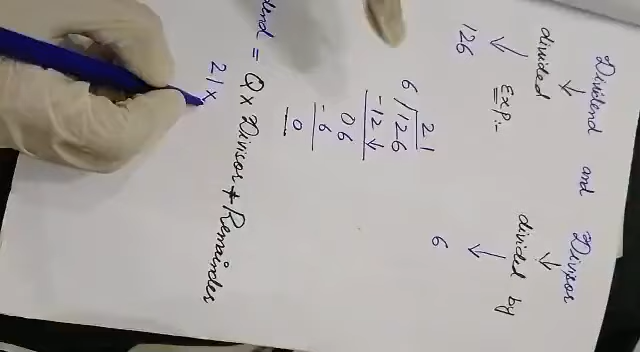 Dividend and Divisor
↓ ↓
divided divided by
Exp:- ↓ ↓
126 6
21
6/126
-12↓
06
-6
0
dend = Q x Divisor + Remainder
21 x